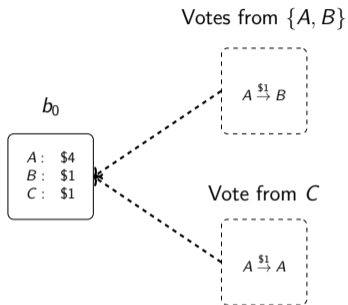 Votes from {A, B}
A $1→ B
b₀
A : $4
B : $1
C : $1
Vote from C
A $1→ A